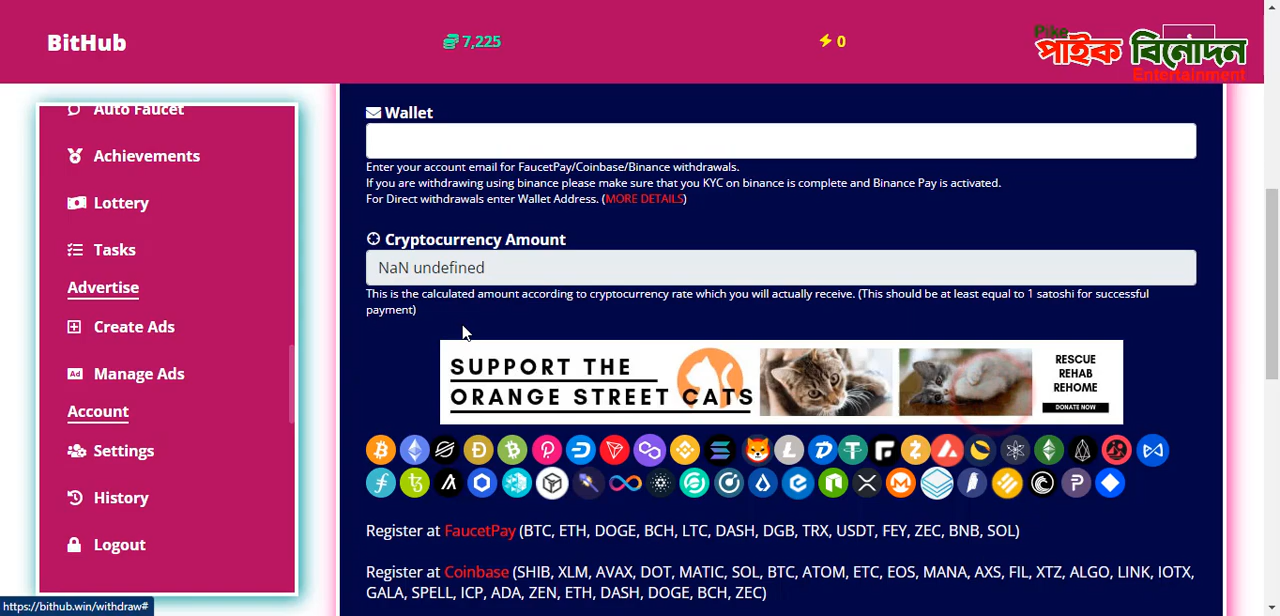 BitHub
7,225
0
Pike
পাইক বিনোদন
Entertainment
Auto Faucet
Achievements
Lottery
Tasks
Advertise
Create Ads
Manage Ads
Account
Settings
History
Logout
Wallet
Enter your account email for FaucetPay/Coinbase/Binance withdrawals.
If you are withdrawing using binance please make sure that you KYC on binance is complete and Binance Pay is activated.
For Direct withdrawals enter Wallet Address. (MORE DETAILS)
Cryptocurrency Amount
NaN undefined
This is the calculated amount according to cryptocurrency rate which you will actually receive. (This should be at least equal to 1 satoshi for successful
payment)
SUPPORT THE
ORANGE STREET CATS
RESCUE
REHAB
REHOME
DONATE NOW
Register at FaucetPay (BTC, ETH, DOGE, BCH, LTC, DASH, DGB, TRX, USDT, FEY, ZEC, BNB, SOL)
Register at Coinbase (SHIB, XLM, AVAX, DOT, MATIC, SOL, BTC, ATOM, ETC, EOS, MANA, AXS, FIL, XTZ, ALGO, LINK, IOTX,
GALA, SPELL, ICP, ADA, ZEN, ETH, DASH, DOGE, BCH, ZEC)
https://bithub.win/withdraw#